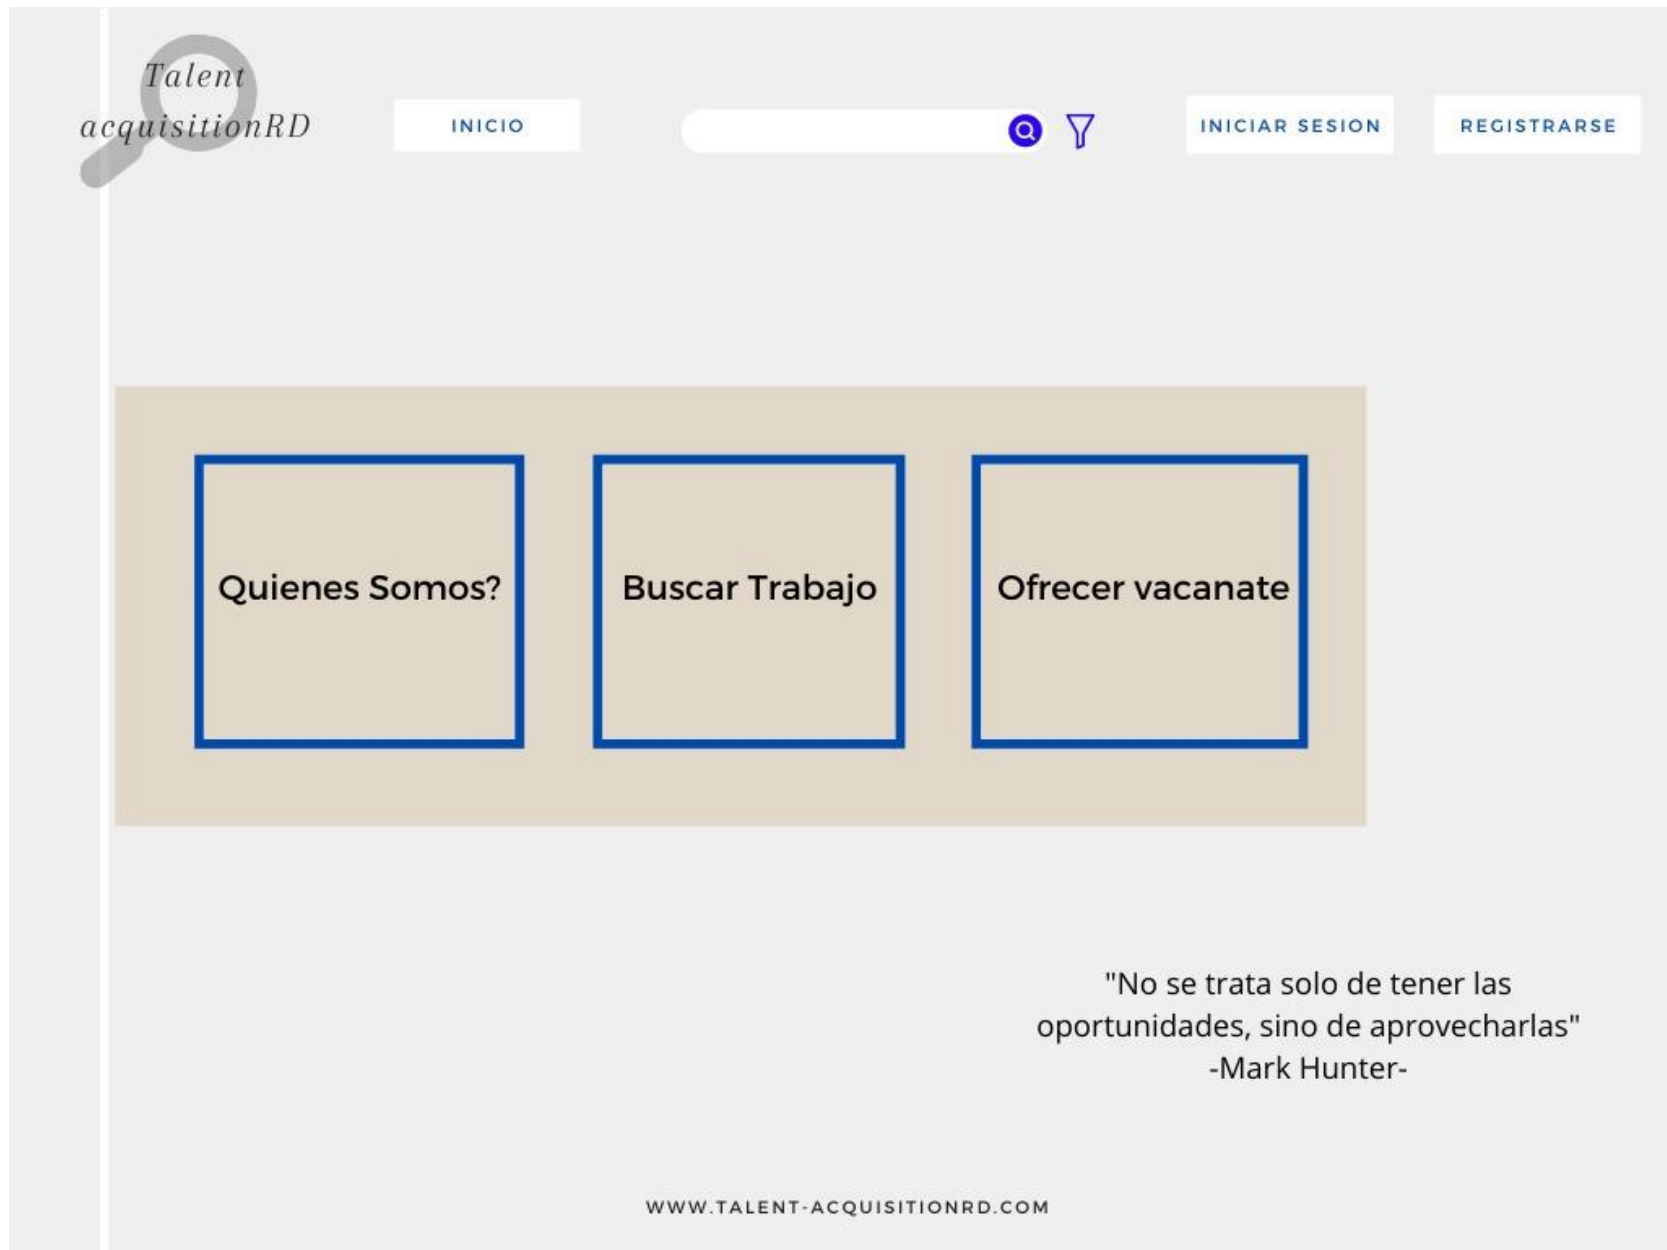 Talent
acquisitionRD
INICIO
INICIAR SESION
REGISTRARSE
Quienes Somos?
Buscar Trabajo
Ofrecer vacanate
"No se trata solo de tener las
oportunidades, sino de aprovecharlas"
-Mark Hunter-
WWW.TALENT-ACQUISITIONRD.COM